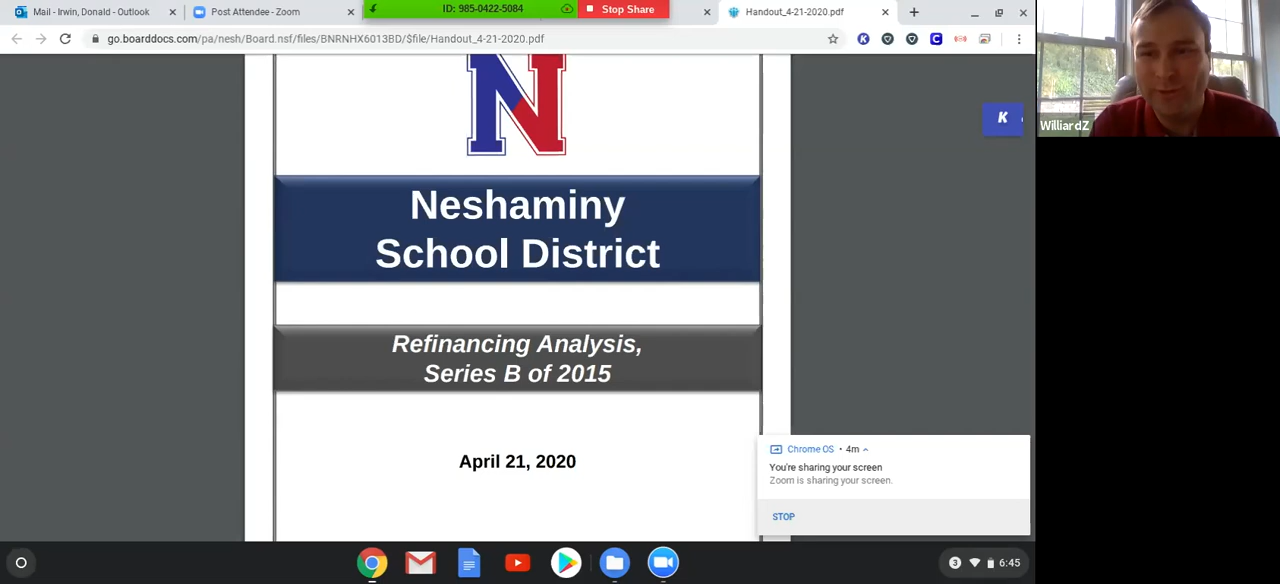 Mail - Irwin, Donald - Outlook
Post Attendee - Zoom
ID: 985-0422-5084
Stop Share
Handout_4-21-2020.pdf
go.boarddocs.com/pa/nesh/Board.nsf/files/BNRNHX6013BD/$file/Handout_4-21-2020.pdf
N
K
WilliardZ
Neshaminy
School District
Refinancing Analysis,
Series B of 2015
April 21, 2020
Chrome OS • 4m
You're sharing your screen
Zoom is sharing your screen.
STOP
3
6:45